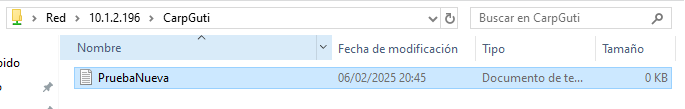 Red > 10.1.2.196 > CarpGuti
Buscar en CarpGuti
Nombre Fecha de modificación Tipo Tamaño
PruebaNueva 06/02/2025 20:45 Documento de te... 0 KB
pido